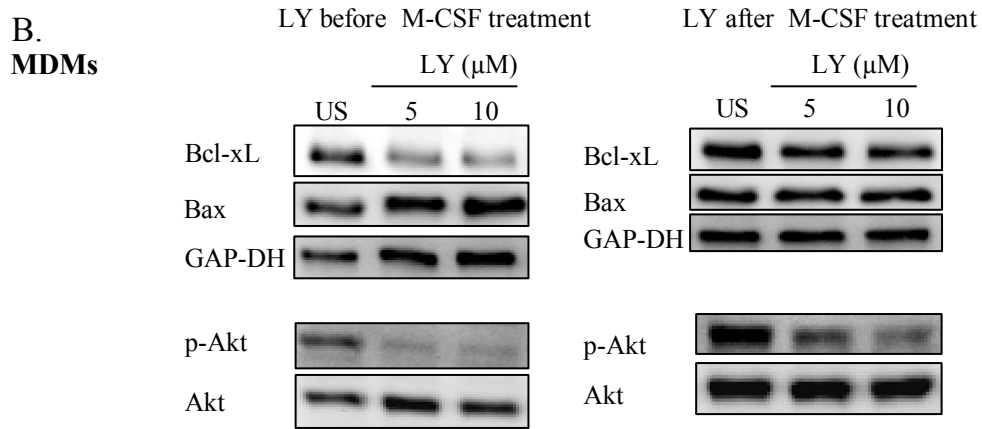 B.
MDMs
LY before M-CSF treatment
LY (µM)
US 5 10
Bcl-xL
Bax
GAP-DH
p-Akt
Akt
LY after M-CSF treatment
LY (µM)
US 5 10
Bcl-xL
Bax
GAP-DH
p-Akt
Akt